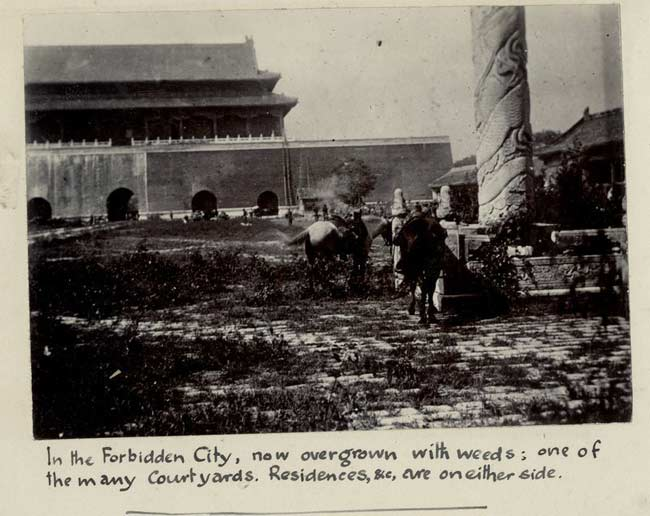 In the Forbidden City, now overgrown with weeds; one of
the many Courtyards. Residences, &c, are on either side.